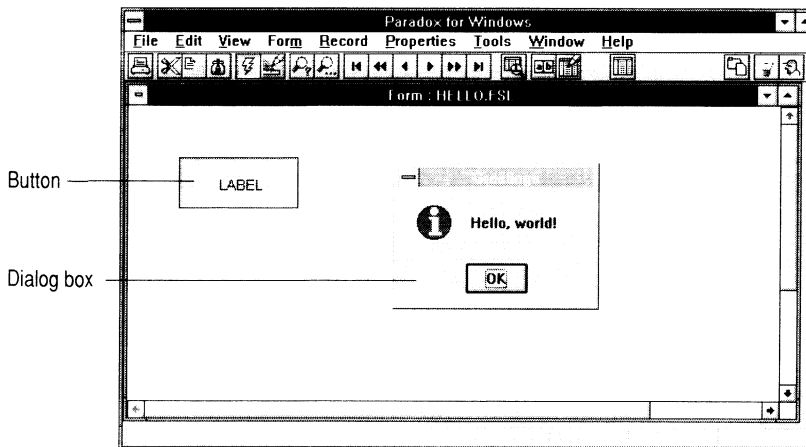 Paradox for Windows
File Edit View Form Record Properties Tools Window Help
Form : HELLO.FSL
Button
LABEL
Hello, world!
Dialog box
OK